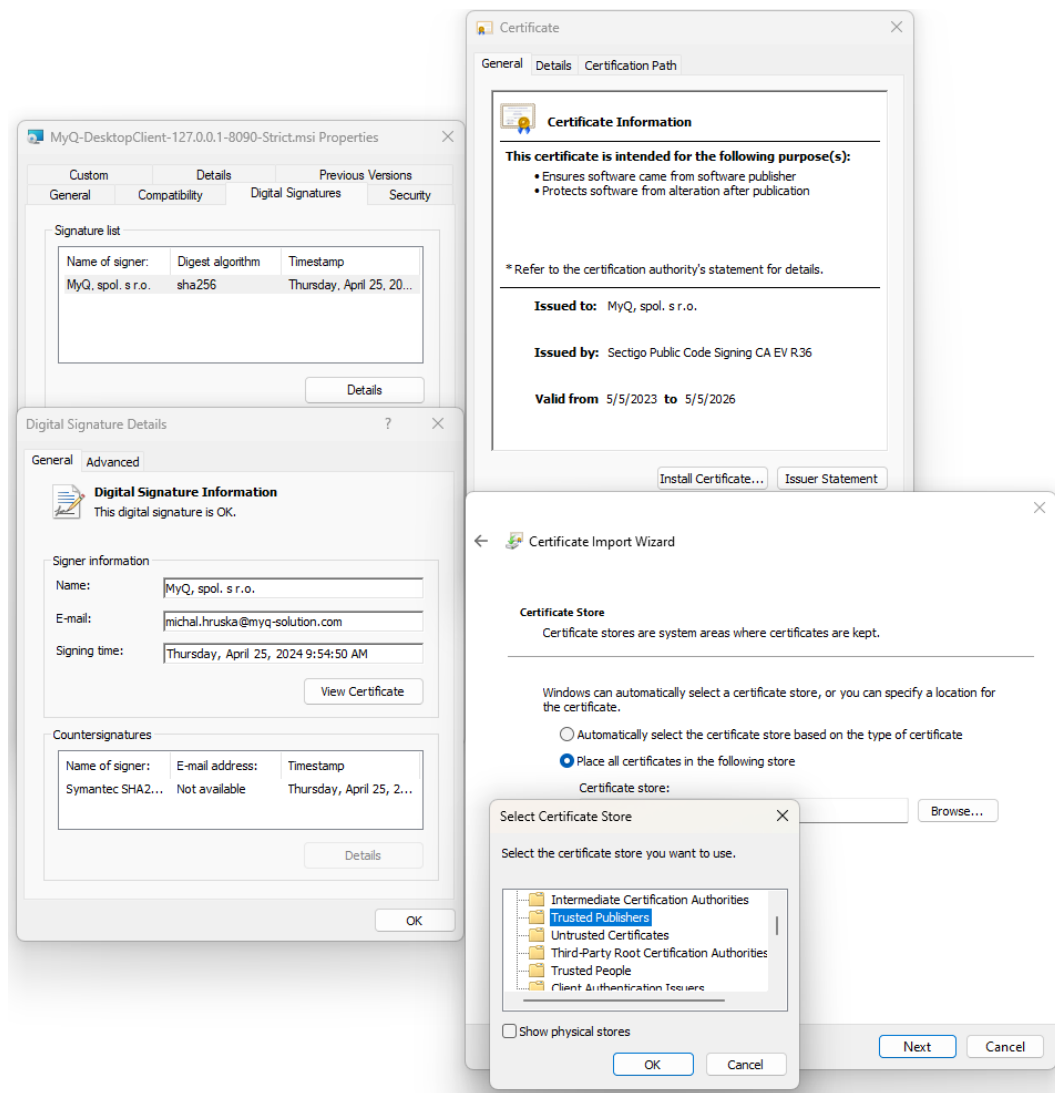 MyQ-DesktopClient-127.0.0.1-8090-Strict.msi Properties
Custom Details Previous Versions
General Compatibility Digital Signatures Security
Signature list
Name of signer: Digest algorithm Timestamp
MyQ, spol. s r.o. sha256 Thursday, April 25, 20...
Details
Digital Signature Details ?
General Advanced
Digital Signature Information
This digital signature is OK.
Signer information
Name: MyQ, spol. s r.o.
E-mail: michal.hruska@myq-solution.com
Signing time: Thursday, April 25, 2024 9:54:50 AM
View Certificate
Countersignatures
Name of signer: E-mail address: Timestamp
Symantec SHA2... Not available Thursday, April 25, 2...
Details
OK
Certificate
General Details Certification Path
Certificate Information
This certificate is intended for the following purpose(s):
• Ensures software came from software publisher
• Protects software from alteration after publication
* Refer to the certification authority's statement for details.
Issued to: MyQ, spol. s r.o.
Issued by: Sectigo Public Code Signing CA EV R36
Valid from 5/5/2023 to 5/5/2026
Install Certificate... Issuer Statement
Certificate Import Wizard
Certificate Store
Certificate stores are system areas where certificates are kept.
Windows can automatically select a certificate store, or you can specify a location for
the certificate.
Automatically select the certificate store based on the type of certificate
Place all certificates in the following store
Certificate store:
Browse...
Select Certificate Store
Select the certificate store you want to use.
Intermediate Certification Authorities
Trusted Publishers
Untrusted Certificates
Third-Party Root Certification Authorities
Trusted People
Client Authentication Issuers
Show physical stores
OK Cancel
Next Cancel